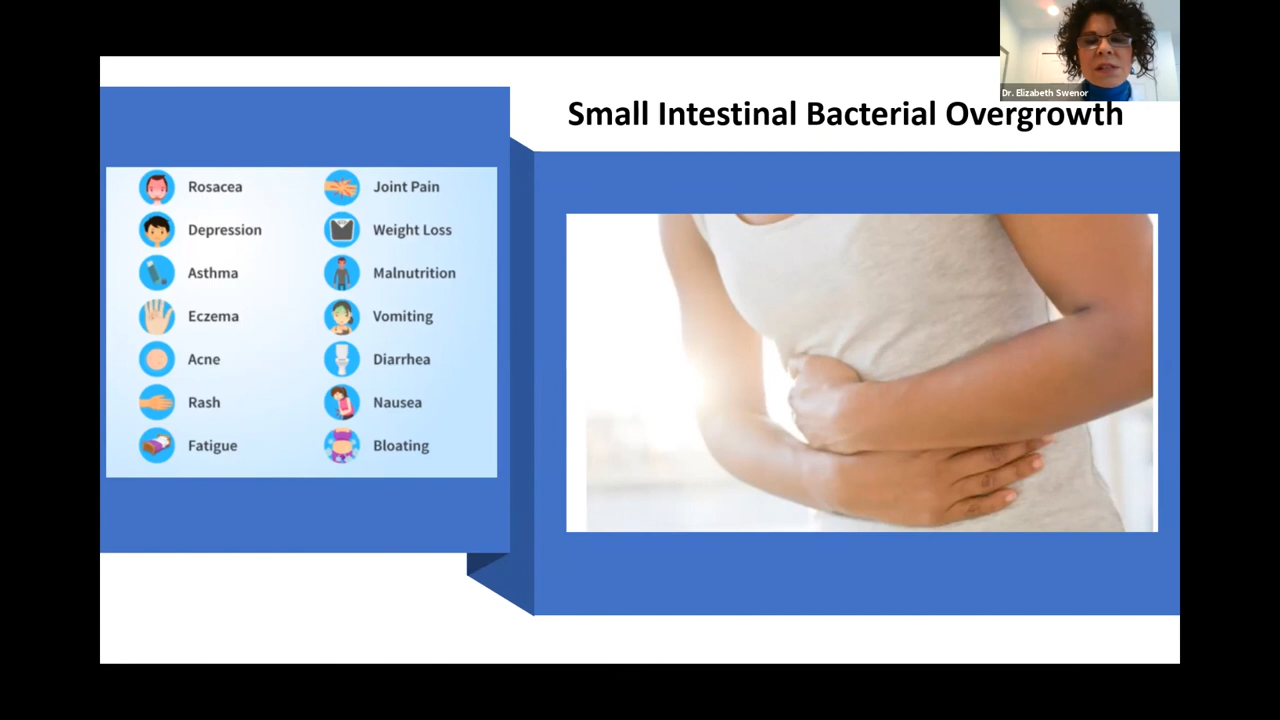 Dr. Elizabeth Swenor
Small Intestinal Bacterial Overgrowth
Rosacea
Depression
Asthma
Eczema
Acne
Rash
Fatigue
Joint Pain
Weight Loss
Malnutrition
Vomiting
Diarrhea
Nausea
Bloating